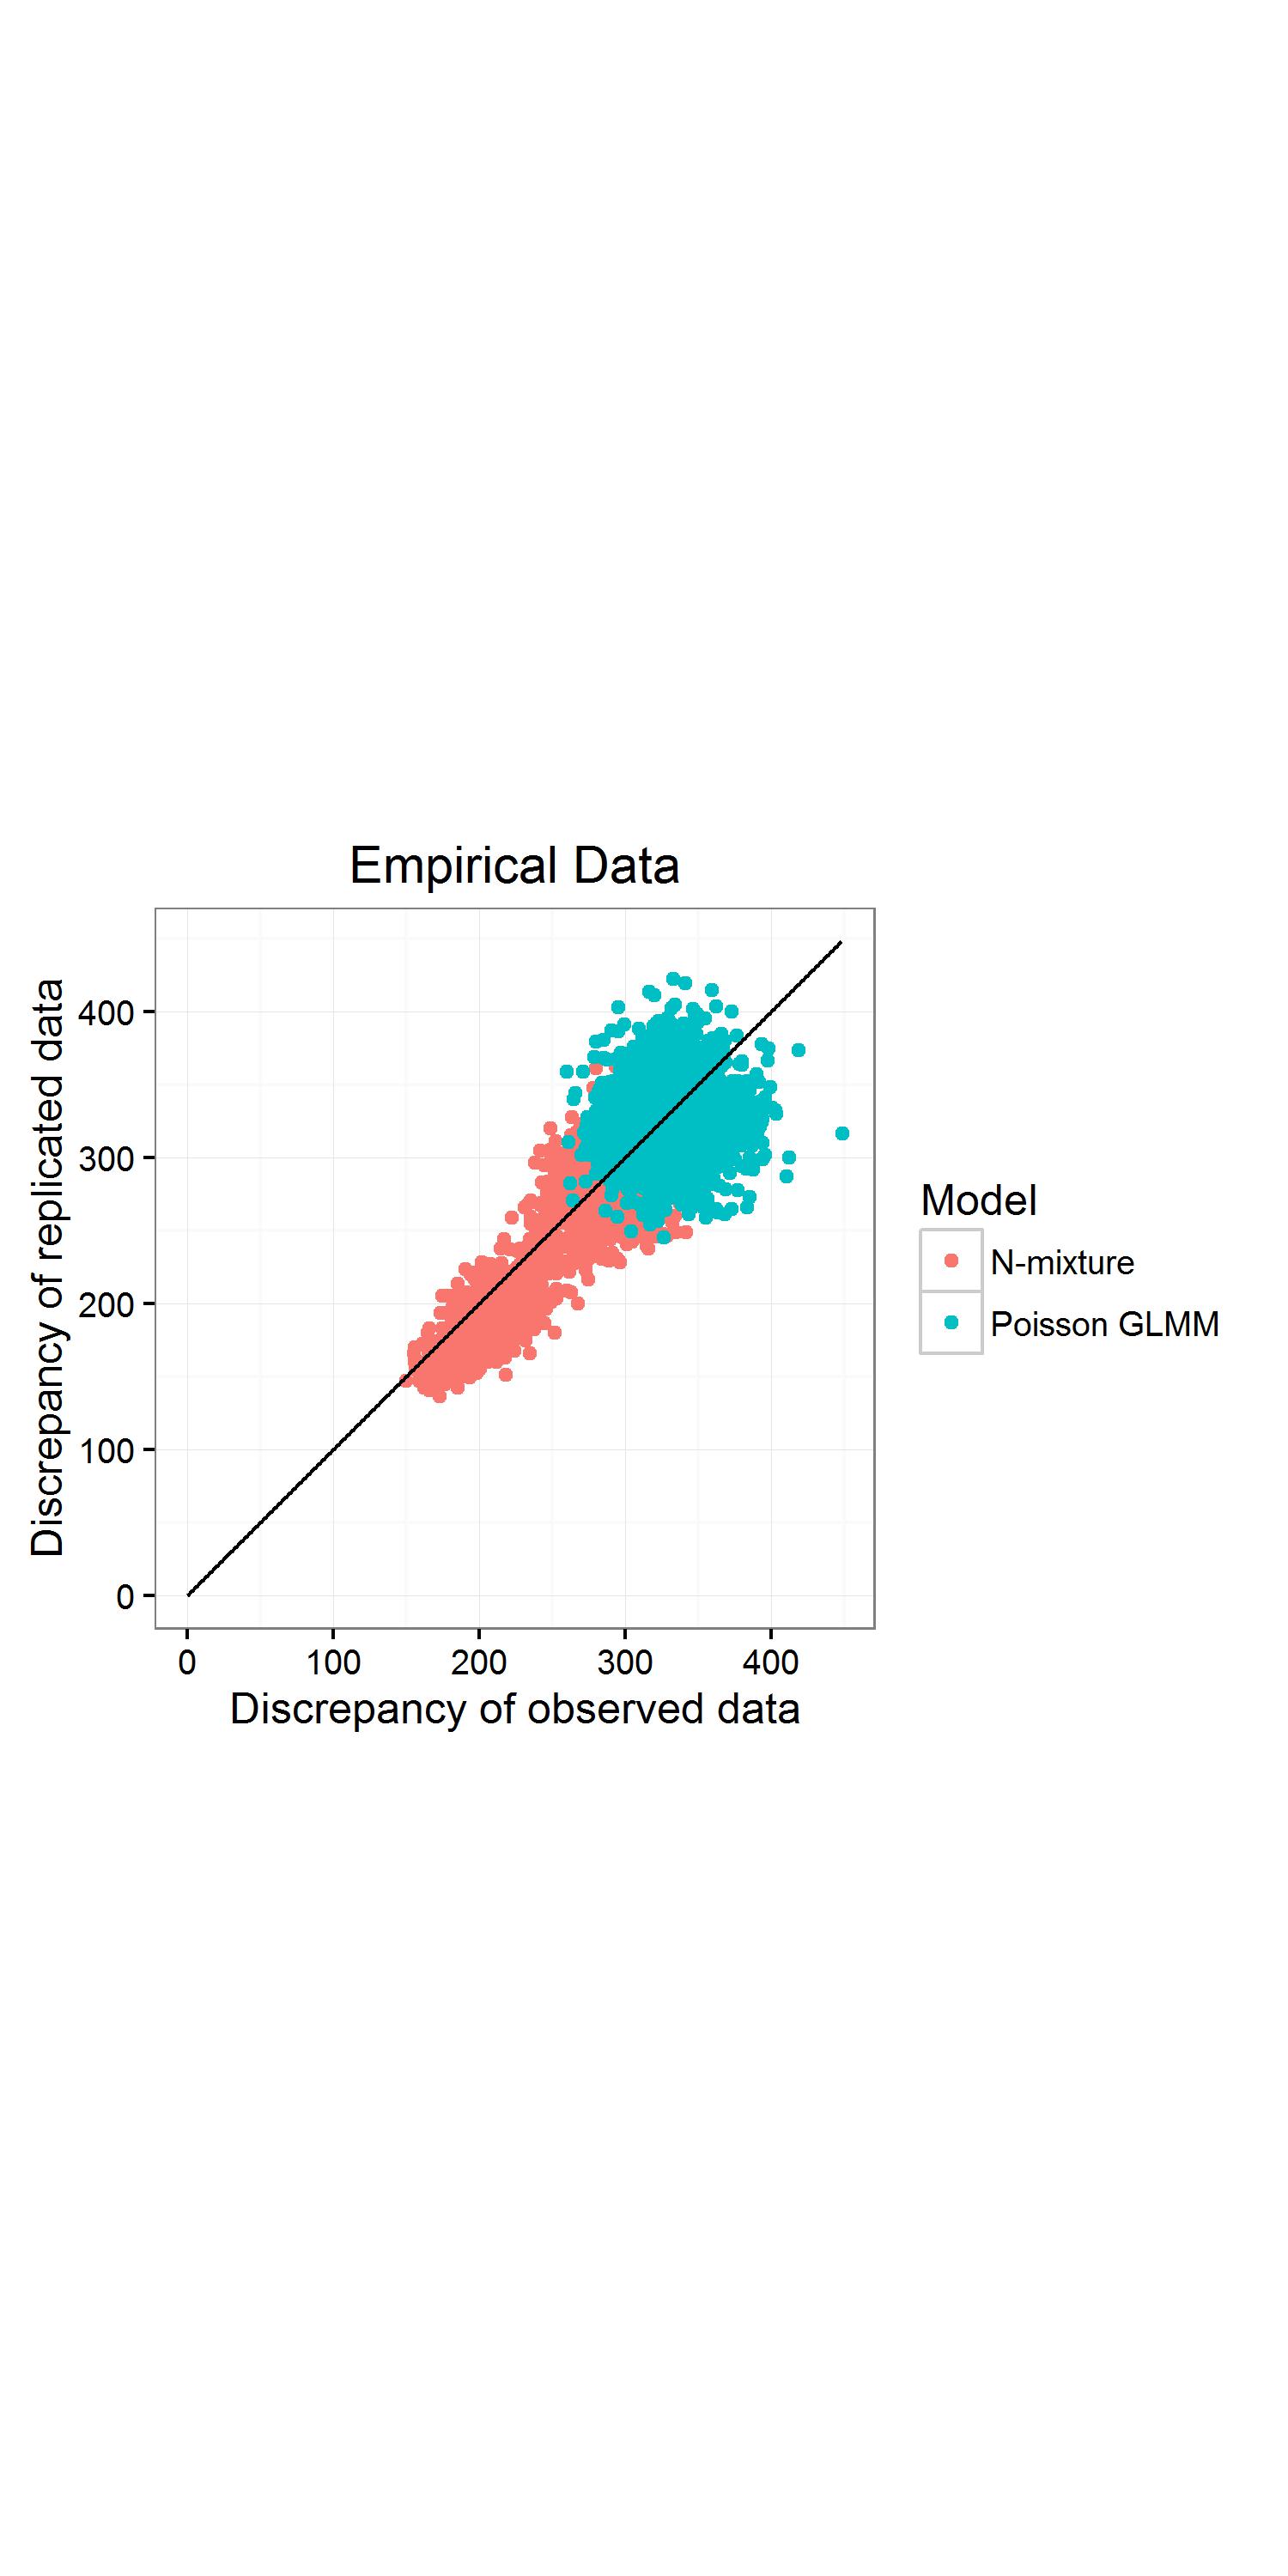 Empirical Data
Discrepancy of replicated data
400
300
200
100
0
0 100 200 300 400
Discrepancy of observed data
Model
N-mixture
Poisson GLMM